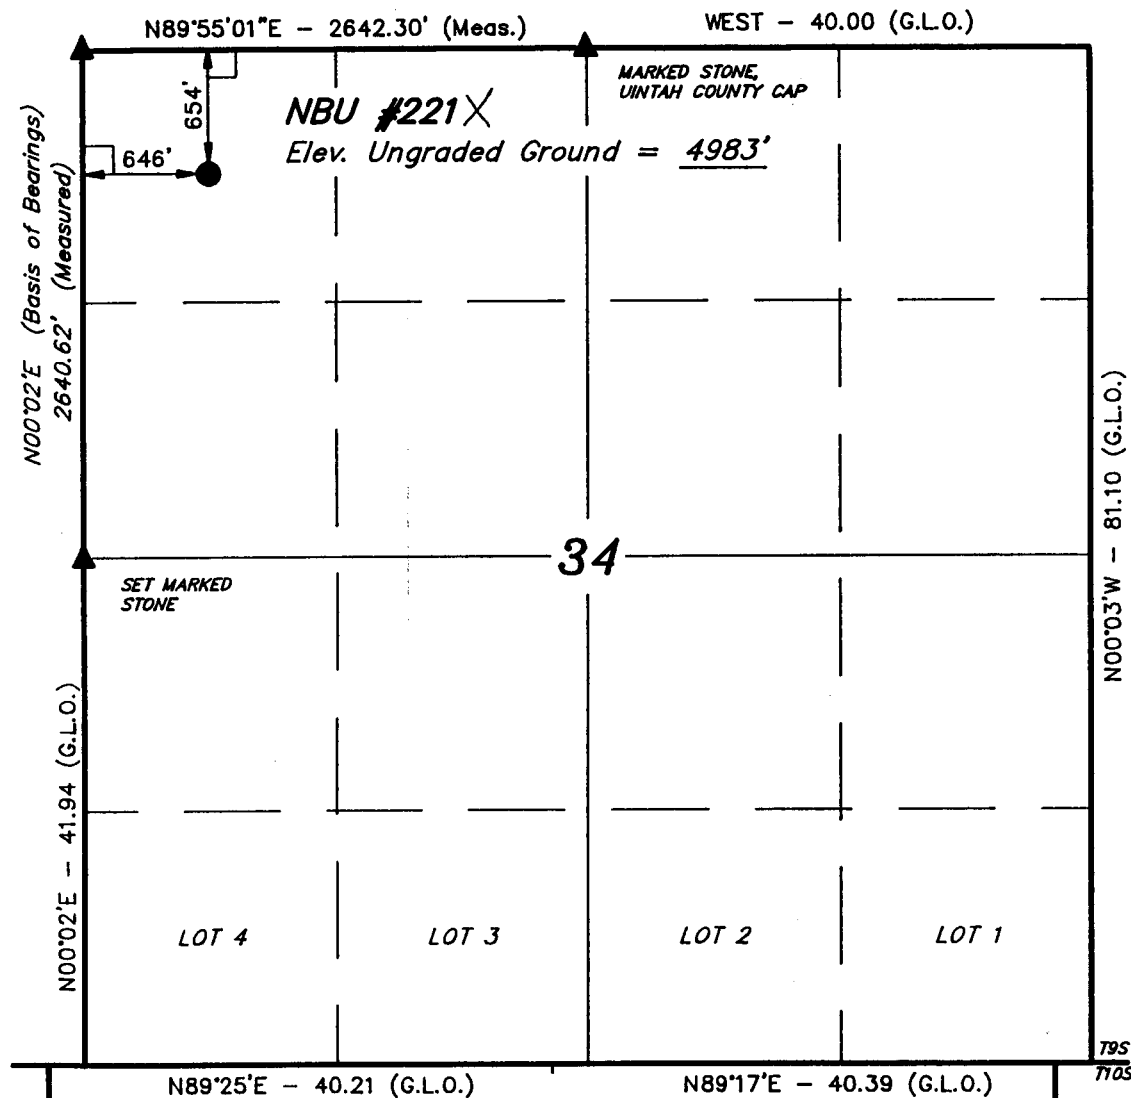 N89°55'01"E - 2642.30' (Meas.)
WEST - 40.00 (G.L.O.)
MARKED STONE,
UINTAH COUNTY CAP
654'
NBU #221X
646'
Elev. Ungraded Ground = 4983'
N00°02'E (Basis of Bearings)
2640.62' (Measured)
N00°03'W - 81.10 (G.L.O.)
34
SET MARKED
STONE
N00°02'E - 41.94 (G.L.O.)
LOT 4
LOT 3
LOT 2
LOT 1
T9S
T10S
N89°25'E - 40.21 (G.L.O.)
N89°17'E - 40.39 (G.L.O.)